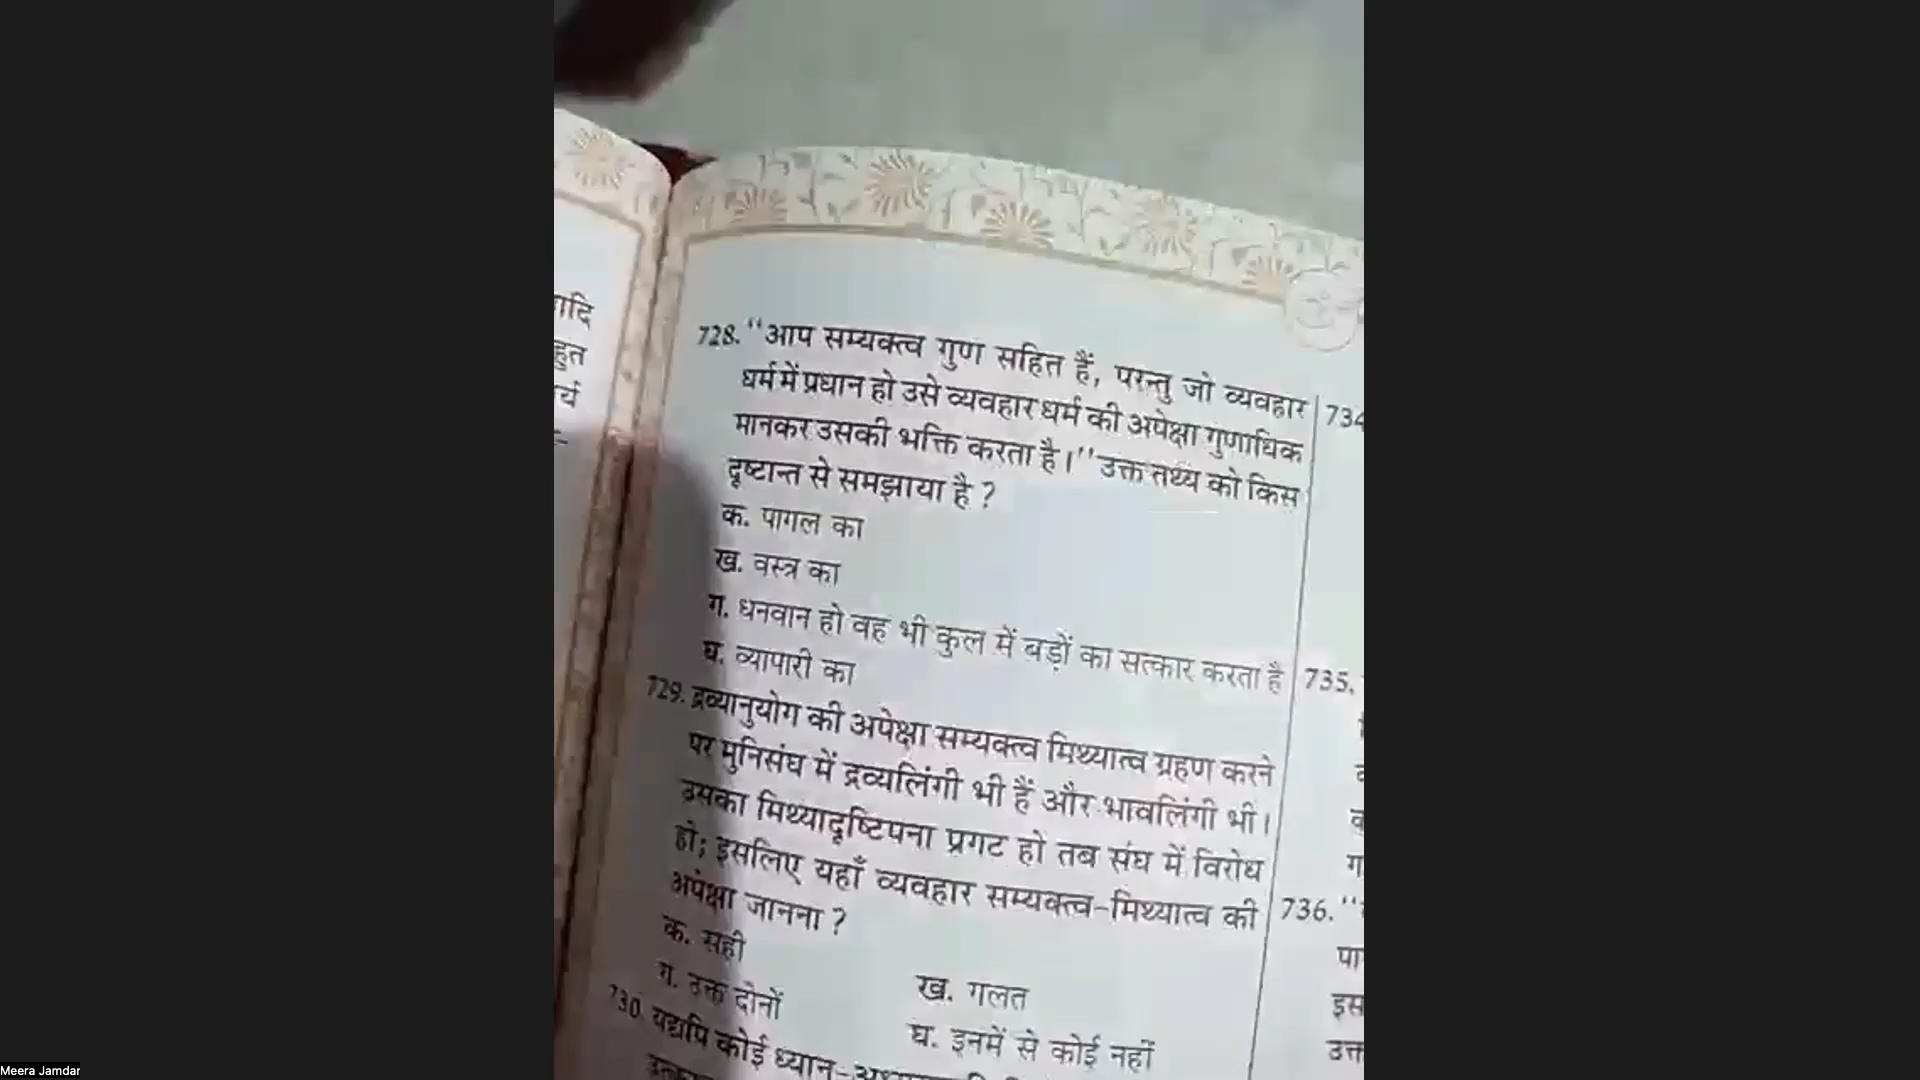 728. "आप सम्यक्त्व गुण सहित हैं, परन्तु जो व्यवहार
धर्म में प्रधान हो उसे व्यवहार धर्म की अपेक्षा गुणाधिक
मानकर उसकी भक्ति करता है।" उक्त तथ्य को किस
दृष्टान्त से समझाया है ?
क. पागल का
ख. वस्त्र का
ग. धनवान हो वह भी कुल में बड़ों का सत्कार करता है
घ. व्यापारी का
729. द्रव्यानुयोग की अपेक्षा सम्यक्त्व मिथ्यात्व ग्रहण करने
पर मुनिसंघ में द्रव्यलिंगी भी हैं और भावलिंगी भी।
उसका मिथ्यादृष्टिपना प्रगट हो तब संघ में विरोध
हो; इसलिए यहाँ व्यवहार सम्यक्त्व-मिथ्यात्व की
अपेक्षा जानना ?
क. सही
ख. गलत
ग. उक्त दोनों
घ. इनमें से कोई नहीं
730. यद्यपि कोई ध्यान-
734
735.
736. "
Meera Jamdar